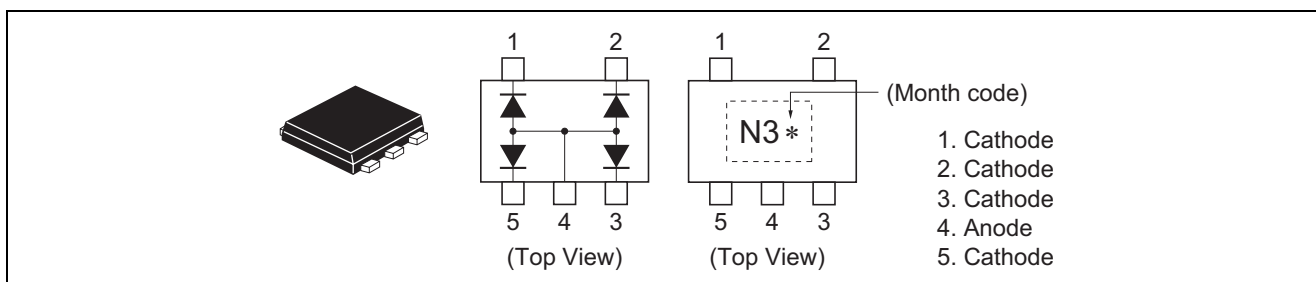 1 2
5 4 3
(Top View)
1 2
N3*
(Month code)
5 4 3
(Top View)
1. Cathode
2. Cathode
3. Cathode
4. Anode
5. Cathode